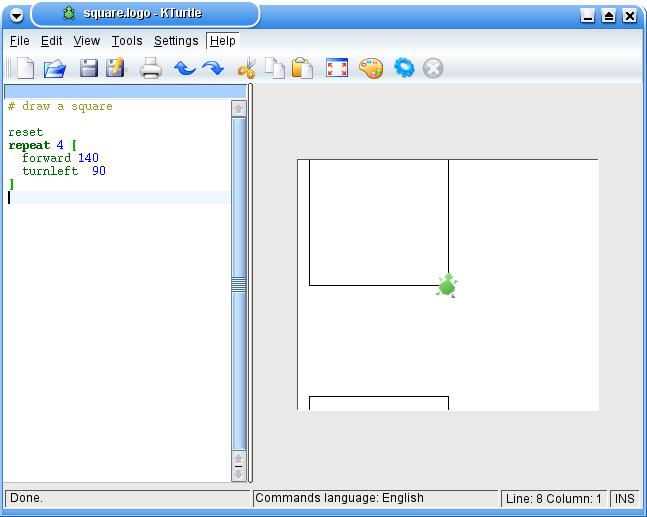 square.logo - KTurtle
File Edit View Tools Settings Help
# draw a square
reset
repeat 4 [
forward 140
turnleft  90
]
Done.
Commands language: English
Line: 8 Column: 1
INS